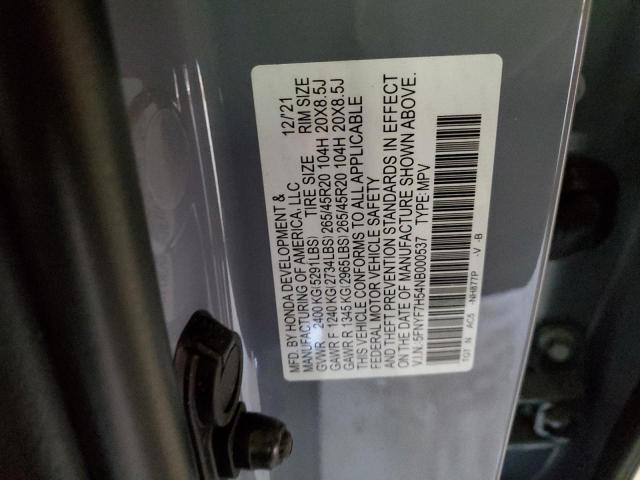 MFD. BY HONDA DEVELOPMENT & 12/'21
MANUFACTURING OF AMERICA, LLC
TIRE SIZE RIM SIZE
GVWR 2400 KG(5291LBS)
GAWR F 1240 KG(2734LBS) 265/45R20 104H 20X8.5J
GAWR R 1345 KG(2965LBS) 265/45R20 104H 20X8.5J
THIS VEHICLE CONFORMS TO ALL APPLICABLE
FEDERAL MOTOR VEHICLE SAFETY
AND THEFT PREVENTION STANDARDS IN EFFECT
ON THE DATE OF MANUFACTURE SHOWN ABOVE.
V.I.N.: 5FNYF7H54NB000537 TYPE:MPV
TGT N AC5 -NH877P -V -B